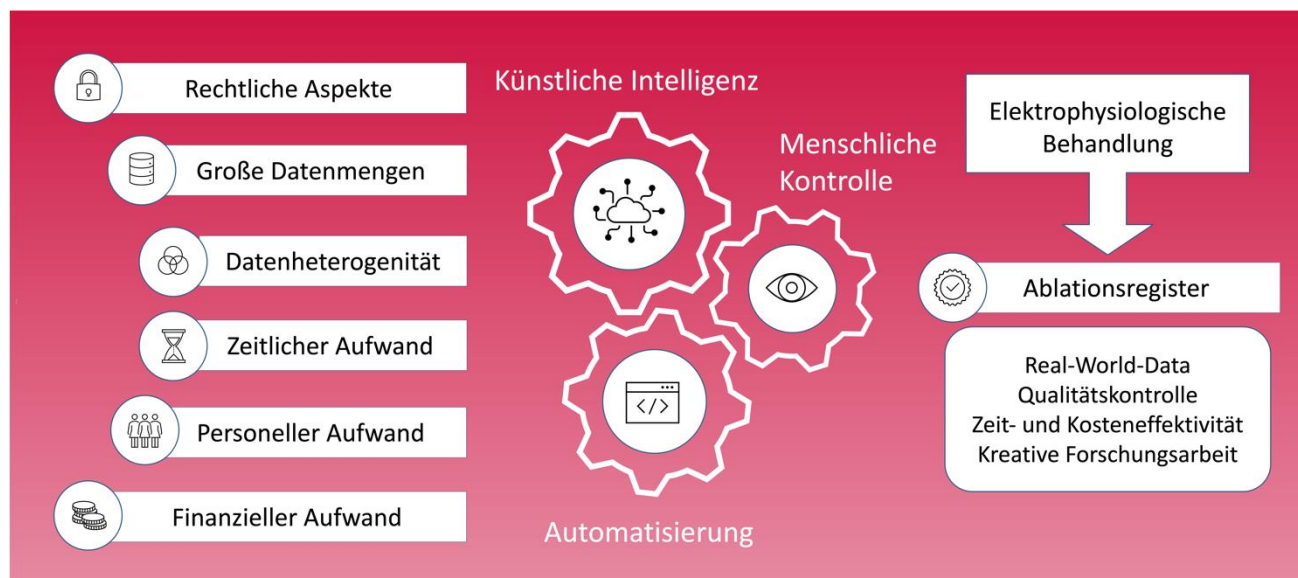 Rechtliche Aspekte
Große Datenmengen
Datenheterogenität
Zeitlicher Aufwand
Personeller Aufwand
Finanzieller Aufwand
Künstliche Intelligenz
Menschliche
Kontrolle
</>
Automatisierung
Elektrophysiologische
Behandlung
Ablationsregister
Real-World-Data
Qualitätskontrolle
Zeit- und Kosteneffektivität
Kreative Forschungsarbeit